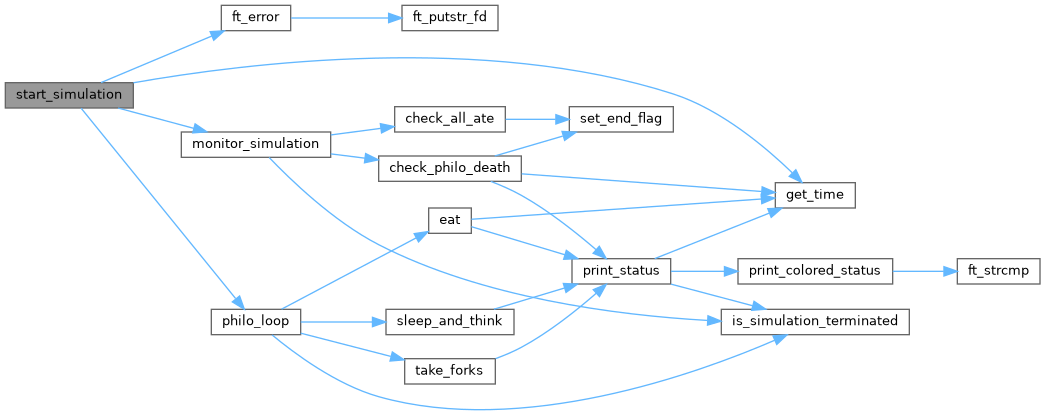 ft_error
ft_putstr_fd
start_simulation
check_all_ate
set_end_flag
monitor_simulation
check_philo_death
get_time
eat
print_status
print_colored_status
ft_strcmp
philo_loop
sleep_and_think
is_simulation_terminated
take_forks